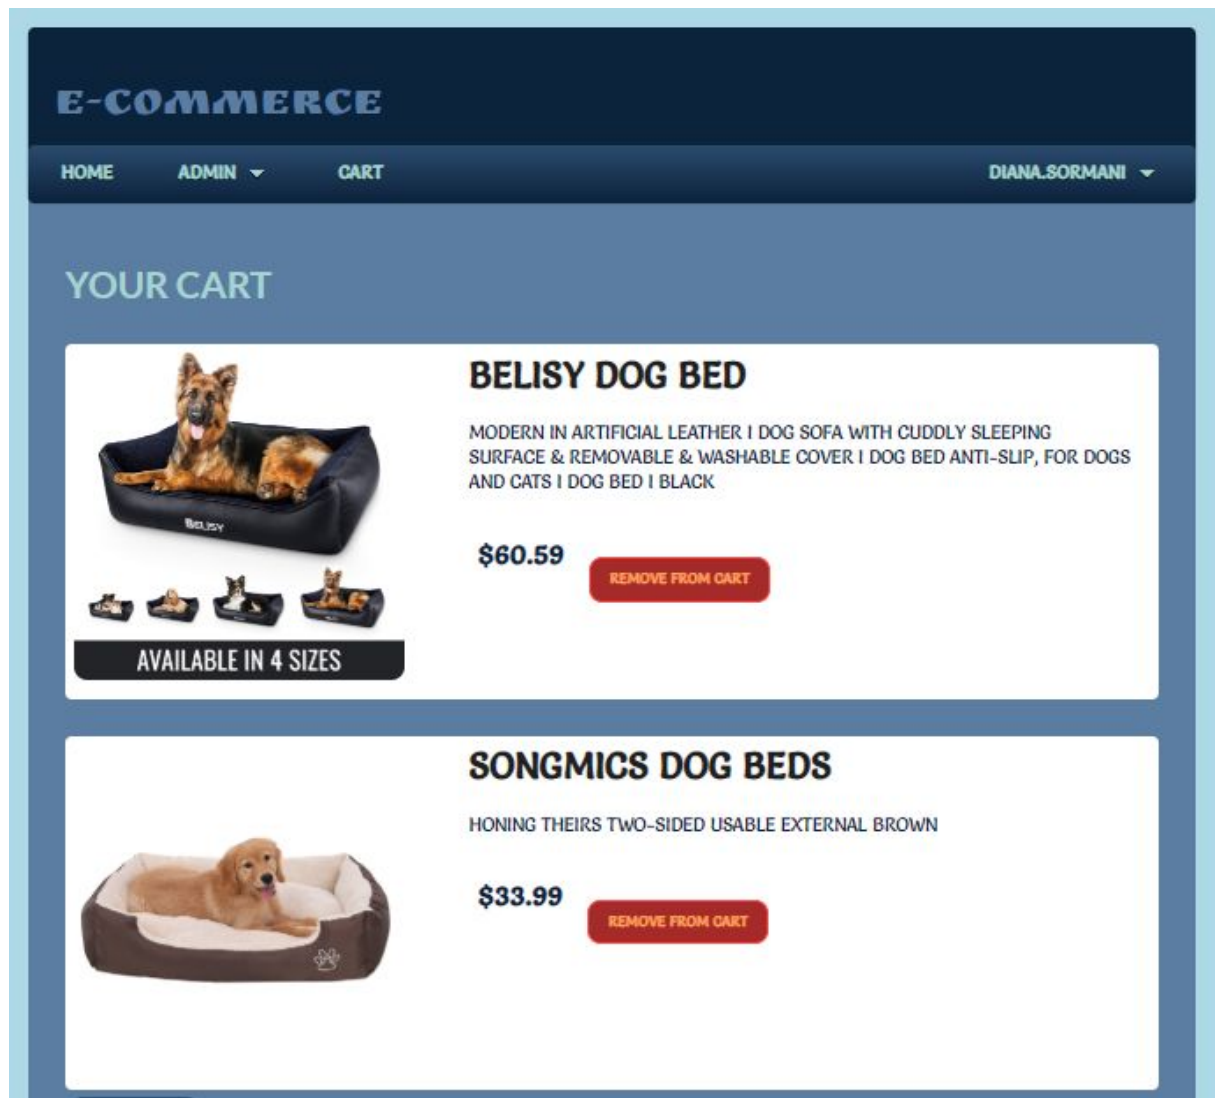 E-COMMERCE
HOME ADMIN CART DIANA.SORMANI
YOUR CART
BELISY DOG BED
MODERN IN ARTIFICIAL LEATHER I DOG SOFA WITH CUDDLY SLEEPING
SURFACE & REMOVABLE & WASHABLE COVER I DOG BED ANTI-SLIP, FOR DOGS
AND CATS I DOG BED I BLACK
BELISY
$60.59
REMOVE FROM CART
AVAILABLE IN 4 SIZES
SONGMICS DOG BEDS
HONING THEIRS TWO-SIDED USABLE EXTERNAL BROWN
$33.99
REMOVE FROM CART